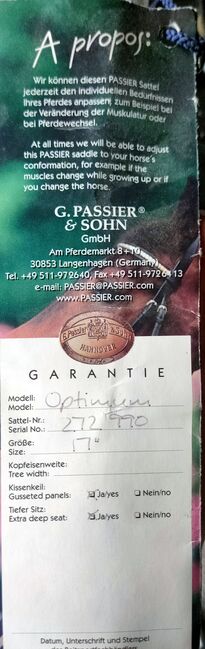 A propos:
Wir können diesen PASSIER Sattel
jederzeit den individuellen Bedürfnissen
Ihres Pferdes anpassen, zum Beispiel bei
der Veränderung der Muskulatur oder
bei Pferdewechsel.
At all times we will be able to adjust
this PASSIER saddle to your horse's
conformation, for example if the
muscles change while growing up or if
you change the horse.
G. PASSIER®
& SOHN
GmbH
Am Pferdemarkt 8+10
30853 Langenhagen (Germany)
Tel. +49 511-972640, Fax +49 511-9726 13
e-mail: PASSIER@PASSIER.com
www.PASSIER.com
HANNOVER
GARANTIE
Modell:
Model: Optimum
Sattel-Nr.:
Serial No.: 272 990
Größe:
Size: 17"
Kopfeisenweite:
Tree width:
Kissenkeil:
Gusseted panels: Ja/yes Nein/no
Tiefer Sitz:
Extra deep seat: Ja/yes Nein/no
Datum, Unterschrift und Stempel